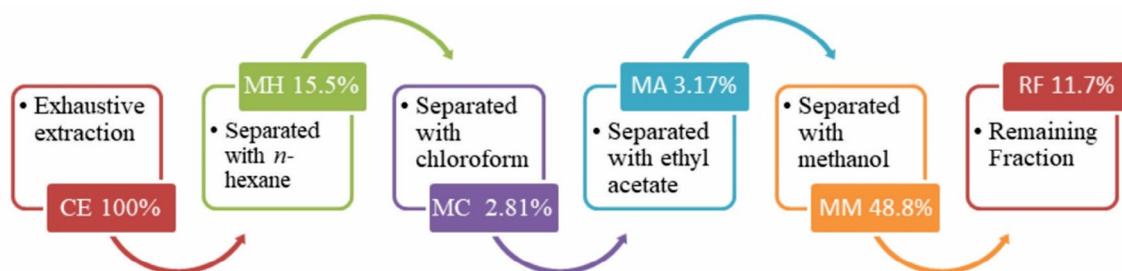 • Exhaustive
extraction
CE 100%
MH 15.5%
• Separated
with n-
hexane
• Separated
with
chloroform
MC 2.81%
MA 3.17%
• Separated
with ethyl
acetate
• Separated
with
methanol
MM 48.8%
RF 11.7%
• Remaining
Fraction